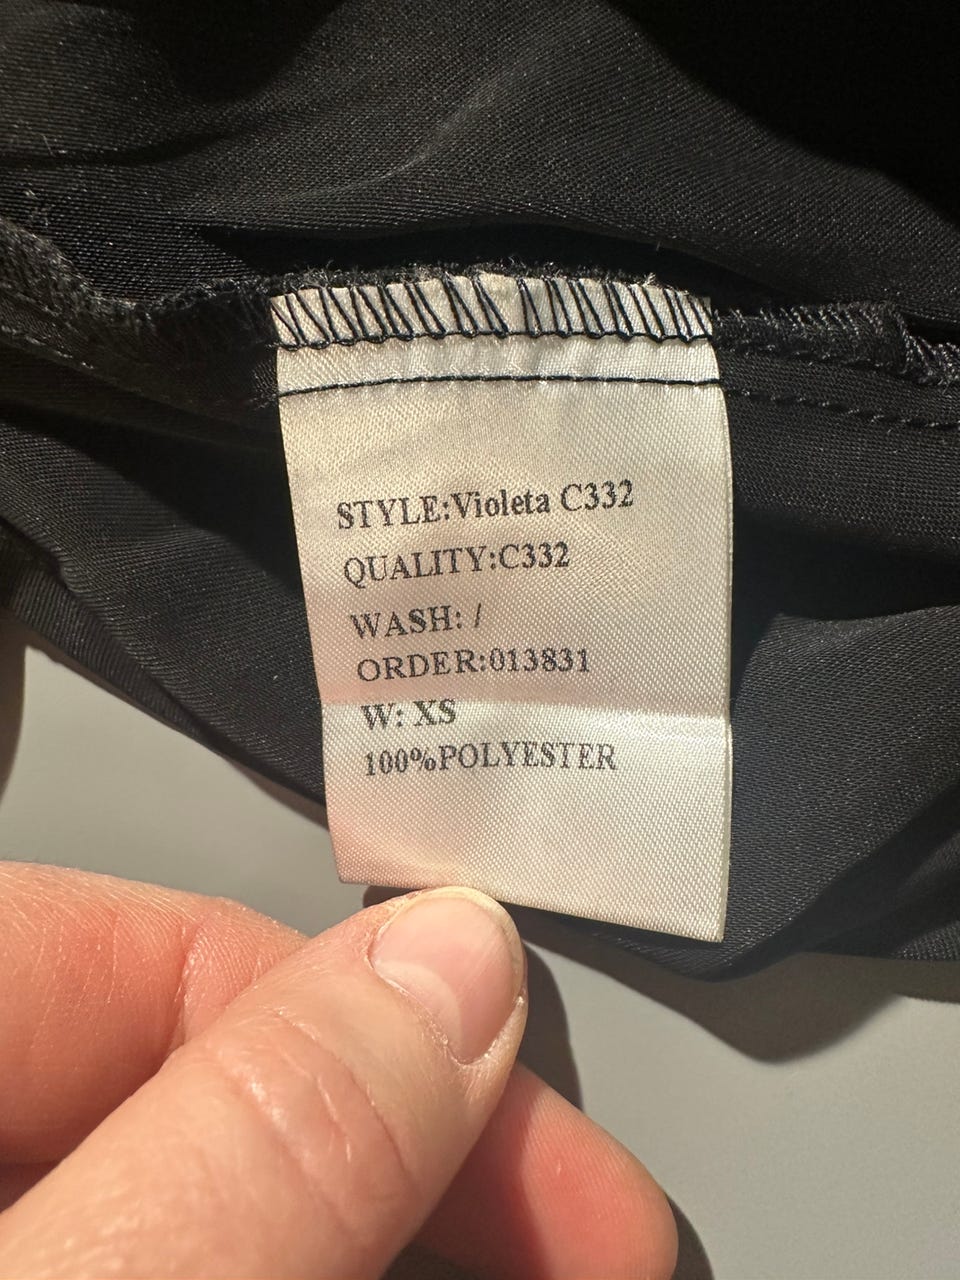 STYLE:Violeta C332
QUALITY:C332
WASH: /
ORDER:013831
W: XS
100%POLYESTER